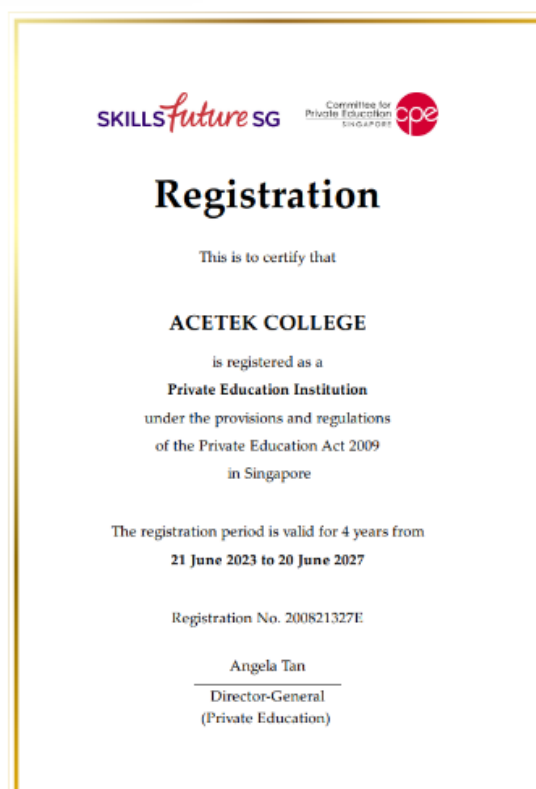 SKILLS future SG
Committee for
Private Education
SINGAPORE
cpe
Registration
This is to certify that
ACETEK COLLEGE
is registered as a
Private Education Institution
under the provisions and regulations
of the Private Education Act 2009
in Singapore
The registration period is valid for 4 years from
21 June 2023 to 20 June 2027
Registration No. 200821327E
Angela Tan
Director-General
(Private Education)